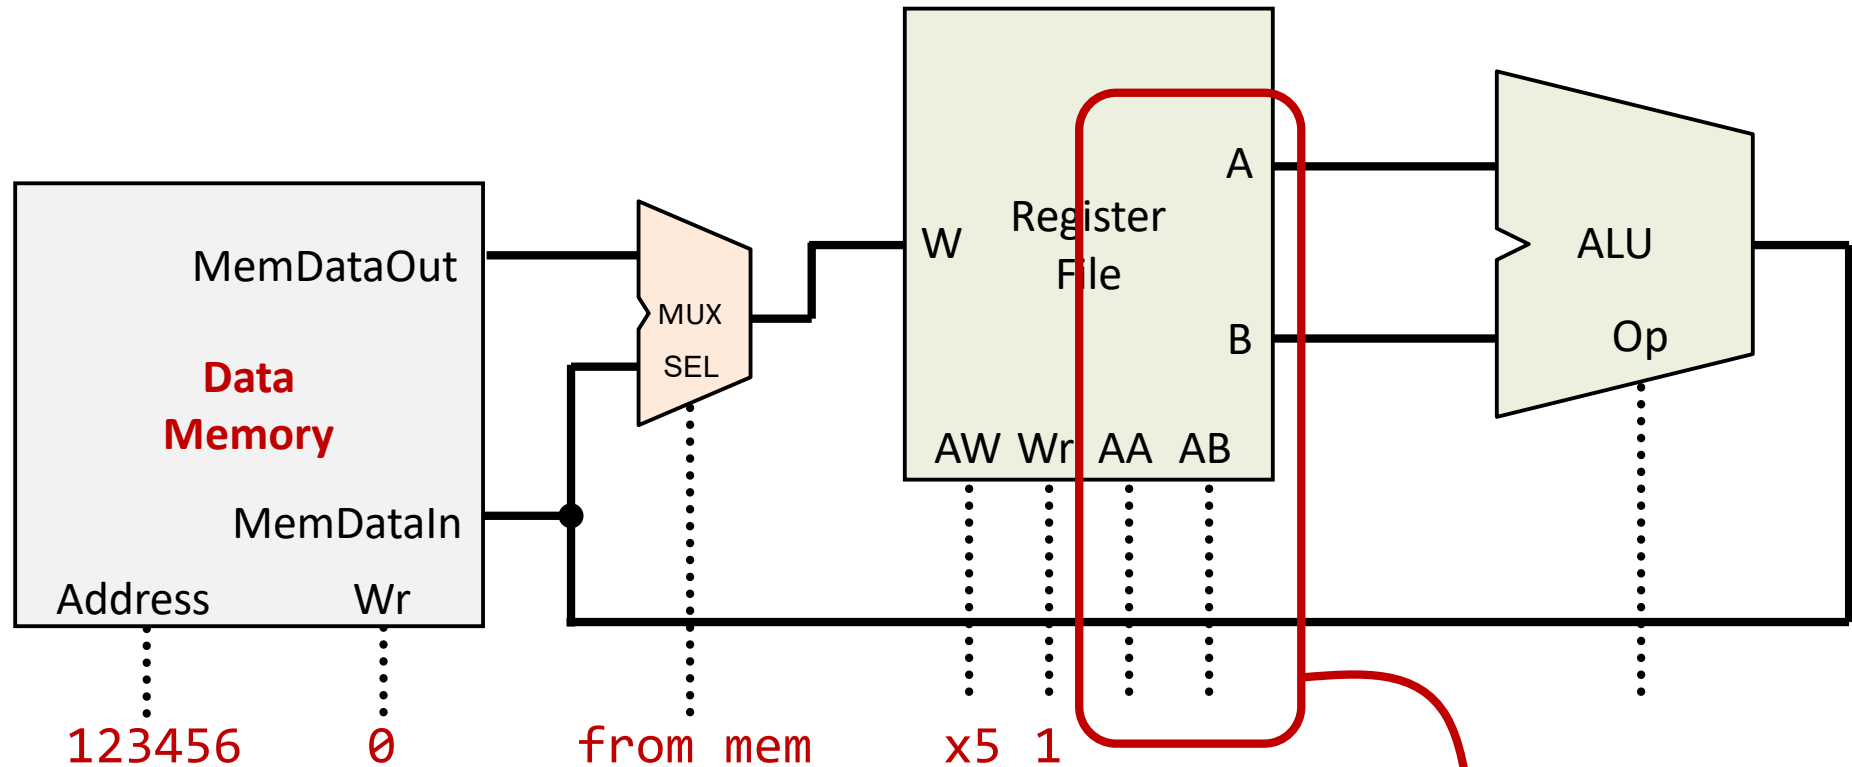 MemDataOut
Data
Memory
MemDataIn
Address Wr
MUX
SEL
W
Register
File
A
B
AW Wr AA AB
ALU
Op
123456 0 from mem x5 1